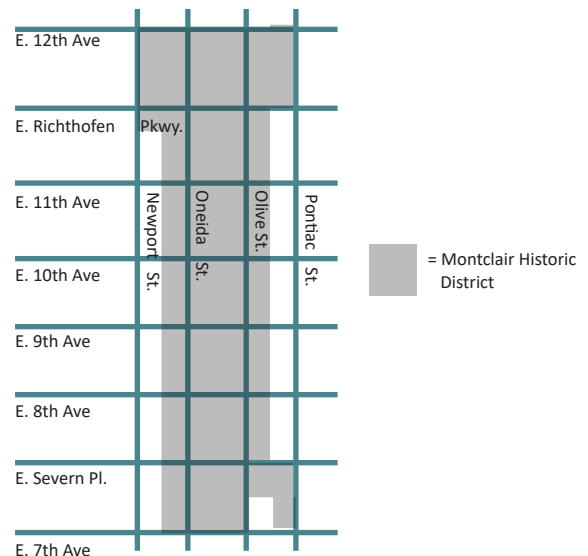 E. 12th Ave
E. Richthofen Pkwy.
E. 11th Ave
Newport St.
Oneida St.
Olive St.
Pontiac St.
= Montclair Historic
District
E. 10th Ave
E. 9th Ave
E. 8th Ave
E. Severn Pl.
E. 7th Ave